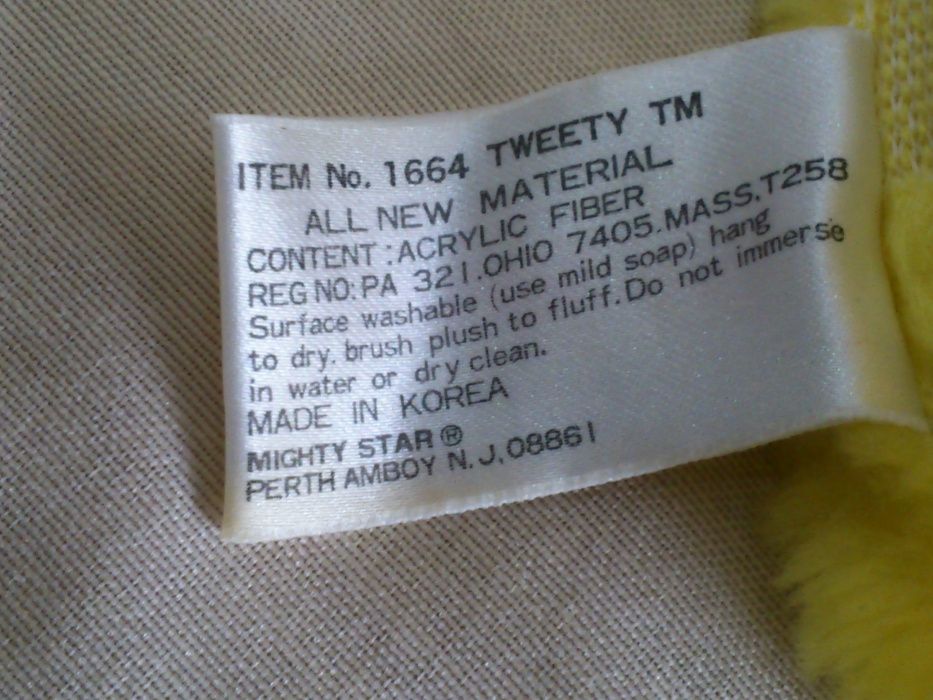 ITEM No. 1664 TWEETY TM
ALL NEW MATERIAL
CONTENT:ACRYLIC FIBER
REG NO:PA 321.OHIO 7405.MASS.T258
Surface washable (use mild soap) hang
to dry. brush plush to fluff. Do not immerse
in water or dry clean.
MADE IN KOREA
MIGHTY STAR®
PERTH AMBOY N.J.08861